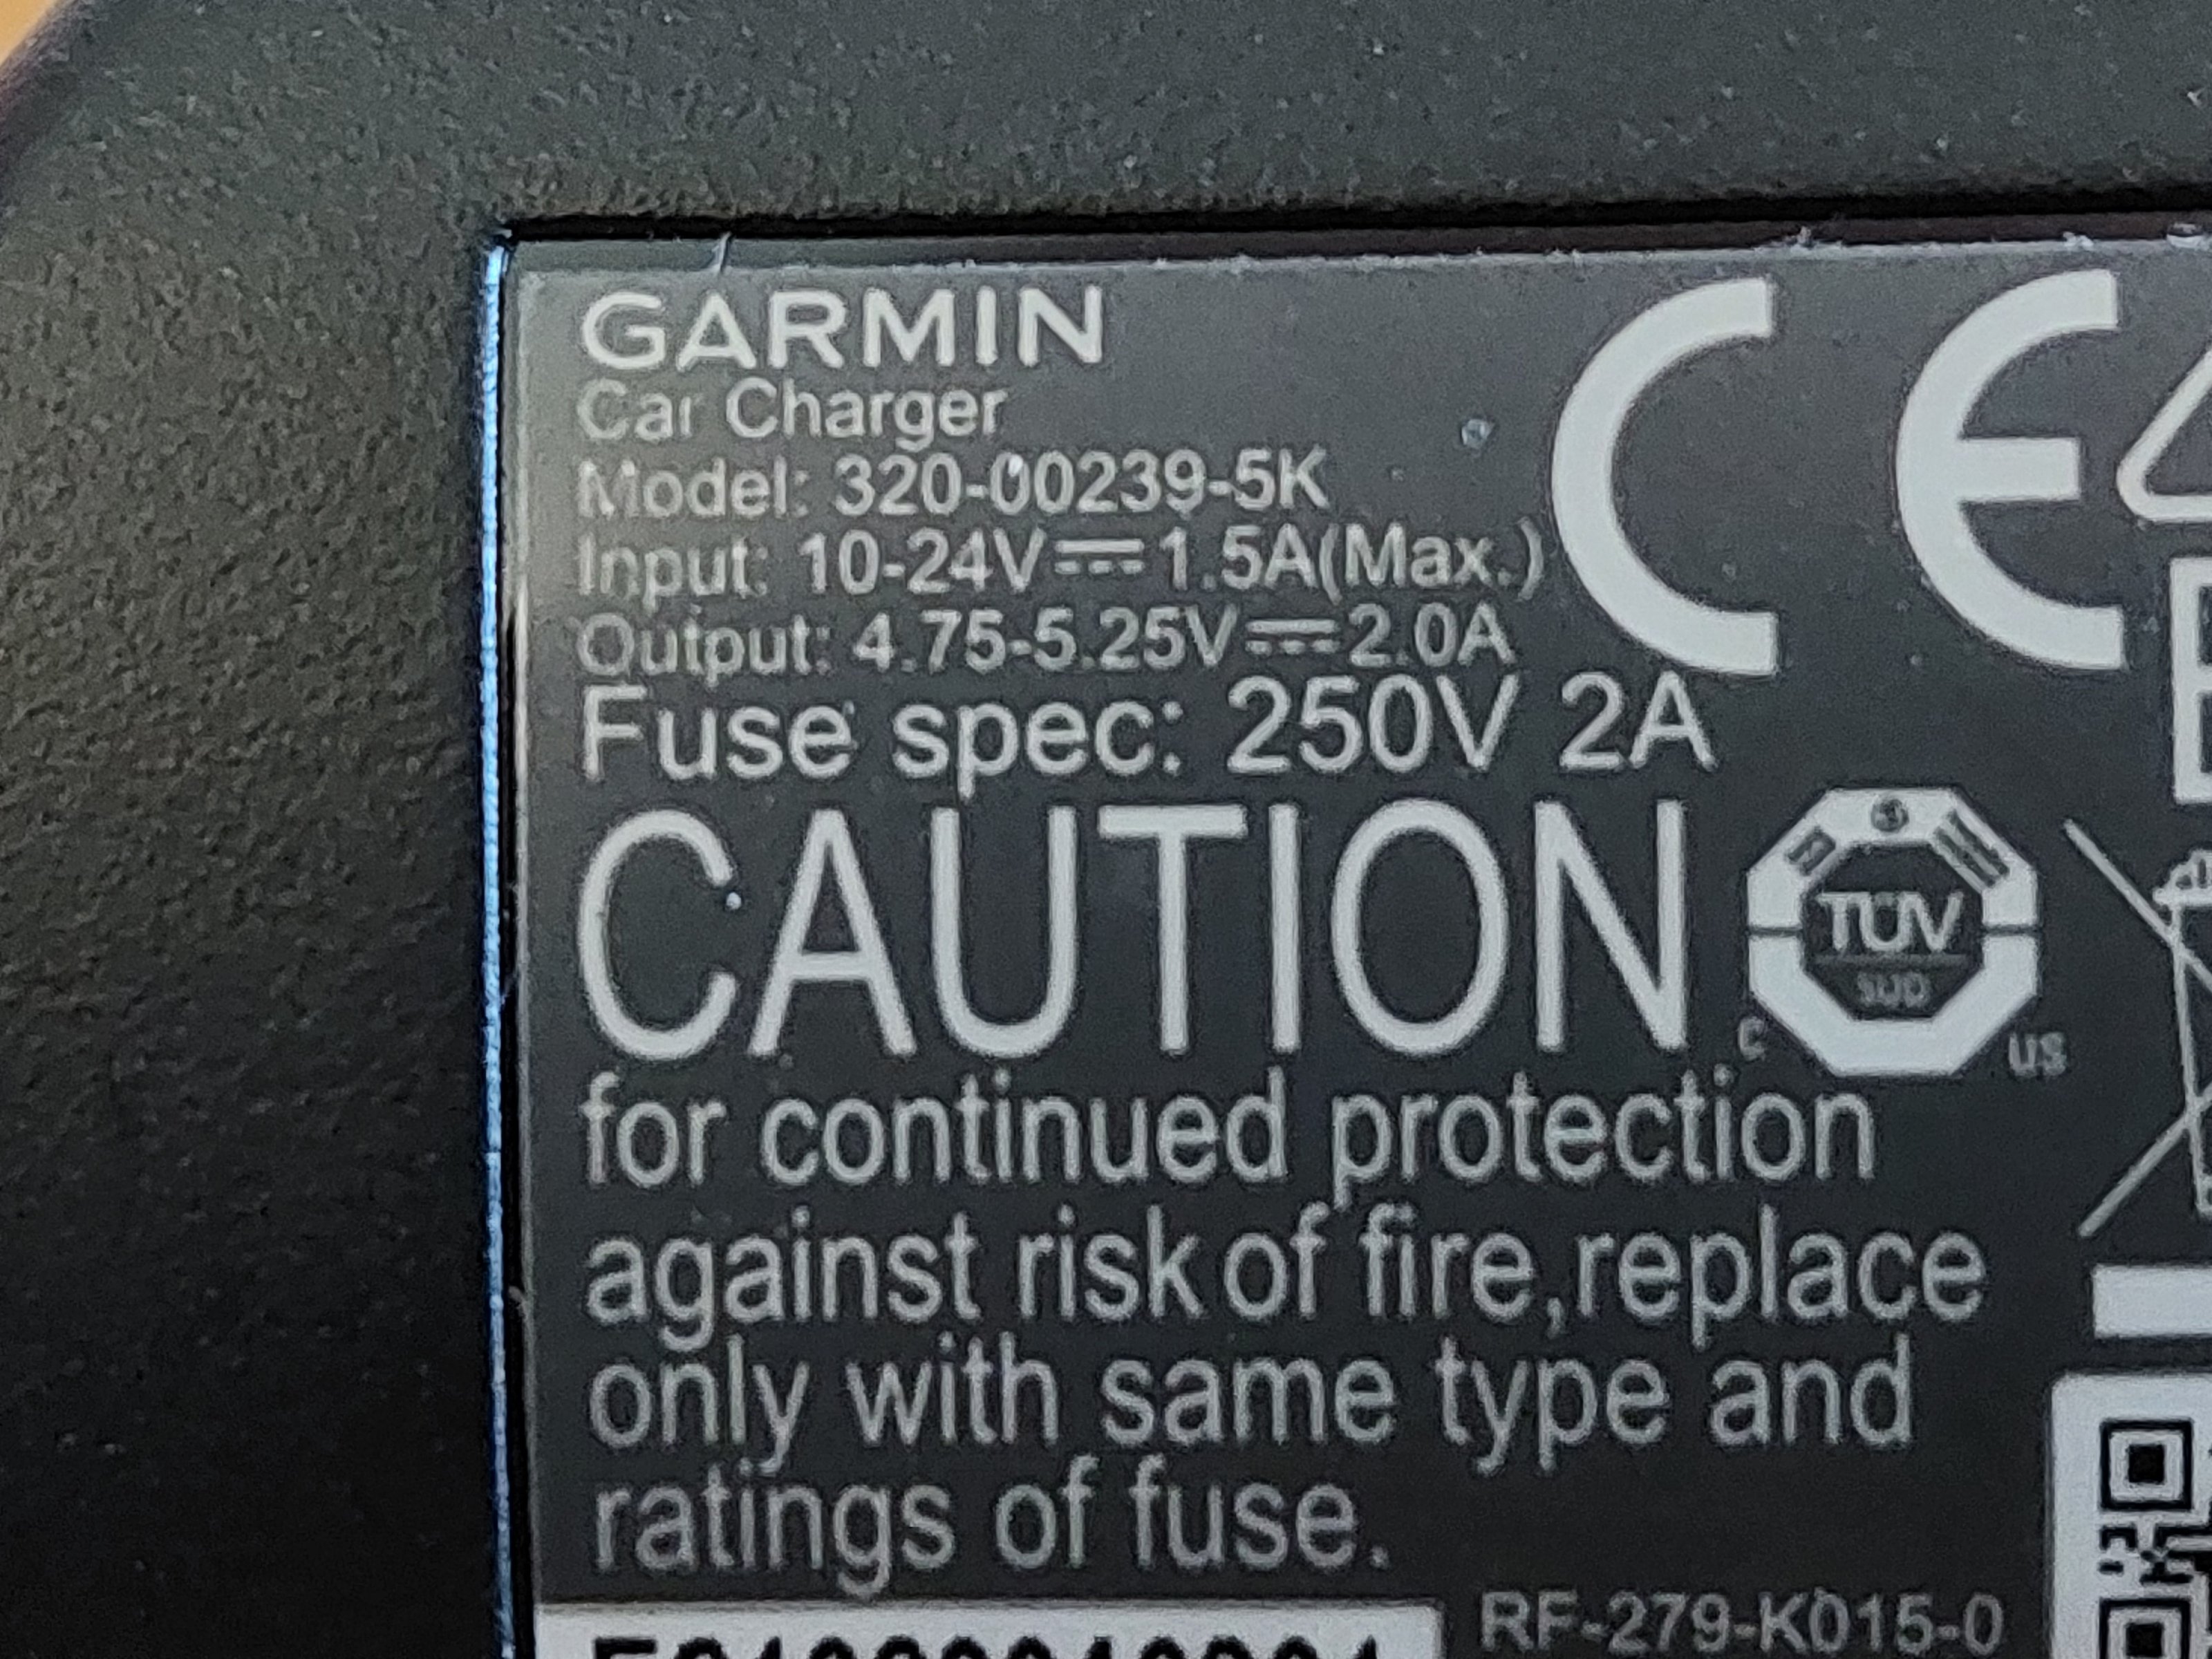 GARMIN
Car Charger
Model: 320-00239-5K
Input: 10-24V⎓1.5A(Max.)
Output: 4.75-5.25V⎓2.0A
Fuse spec: 250V 2A
CE
CAUTION
TÜV
SÜD
C US
for continued protection
against risk of fire,replace
only with same type and
ratings of fuse.
RF-279-K015-0